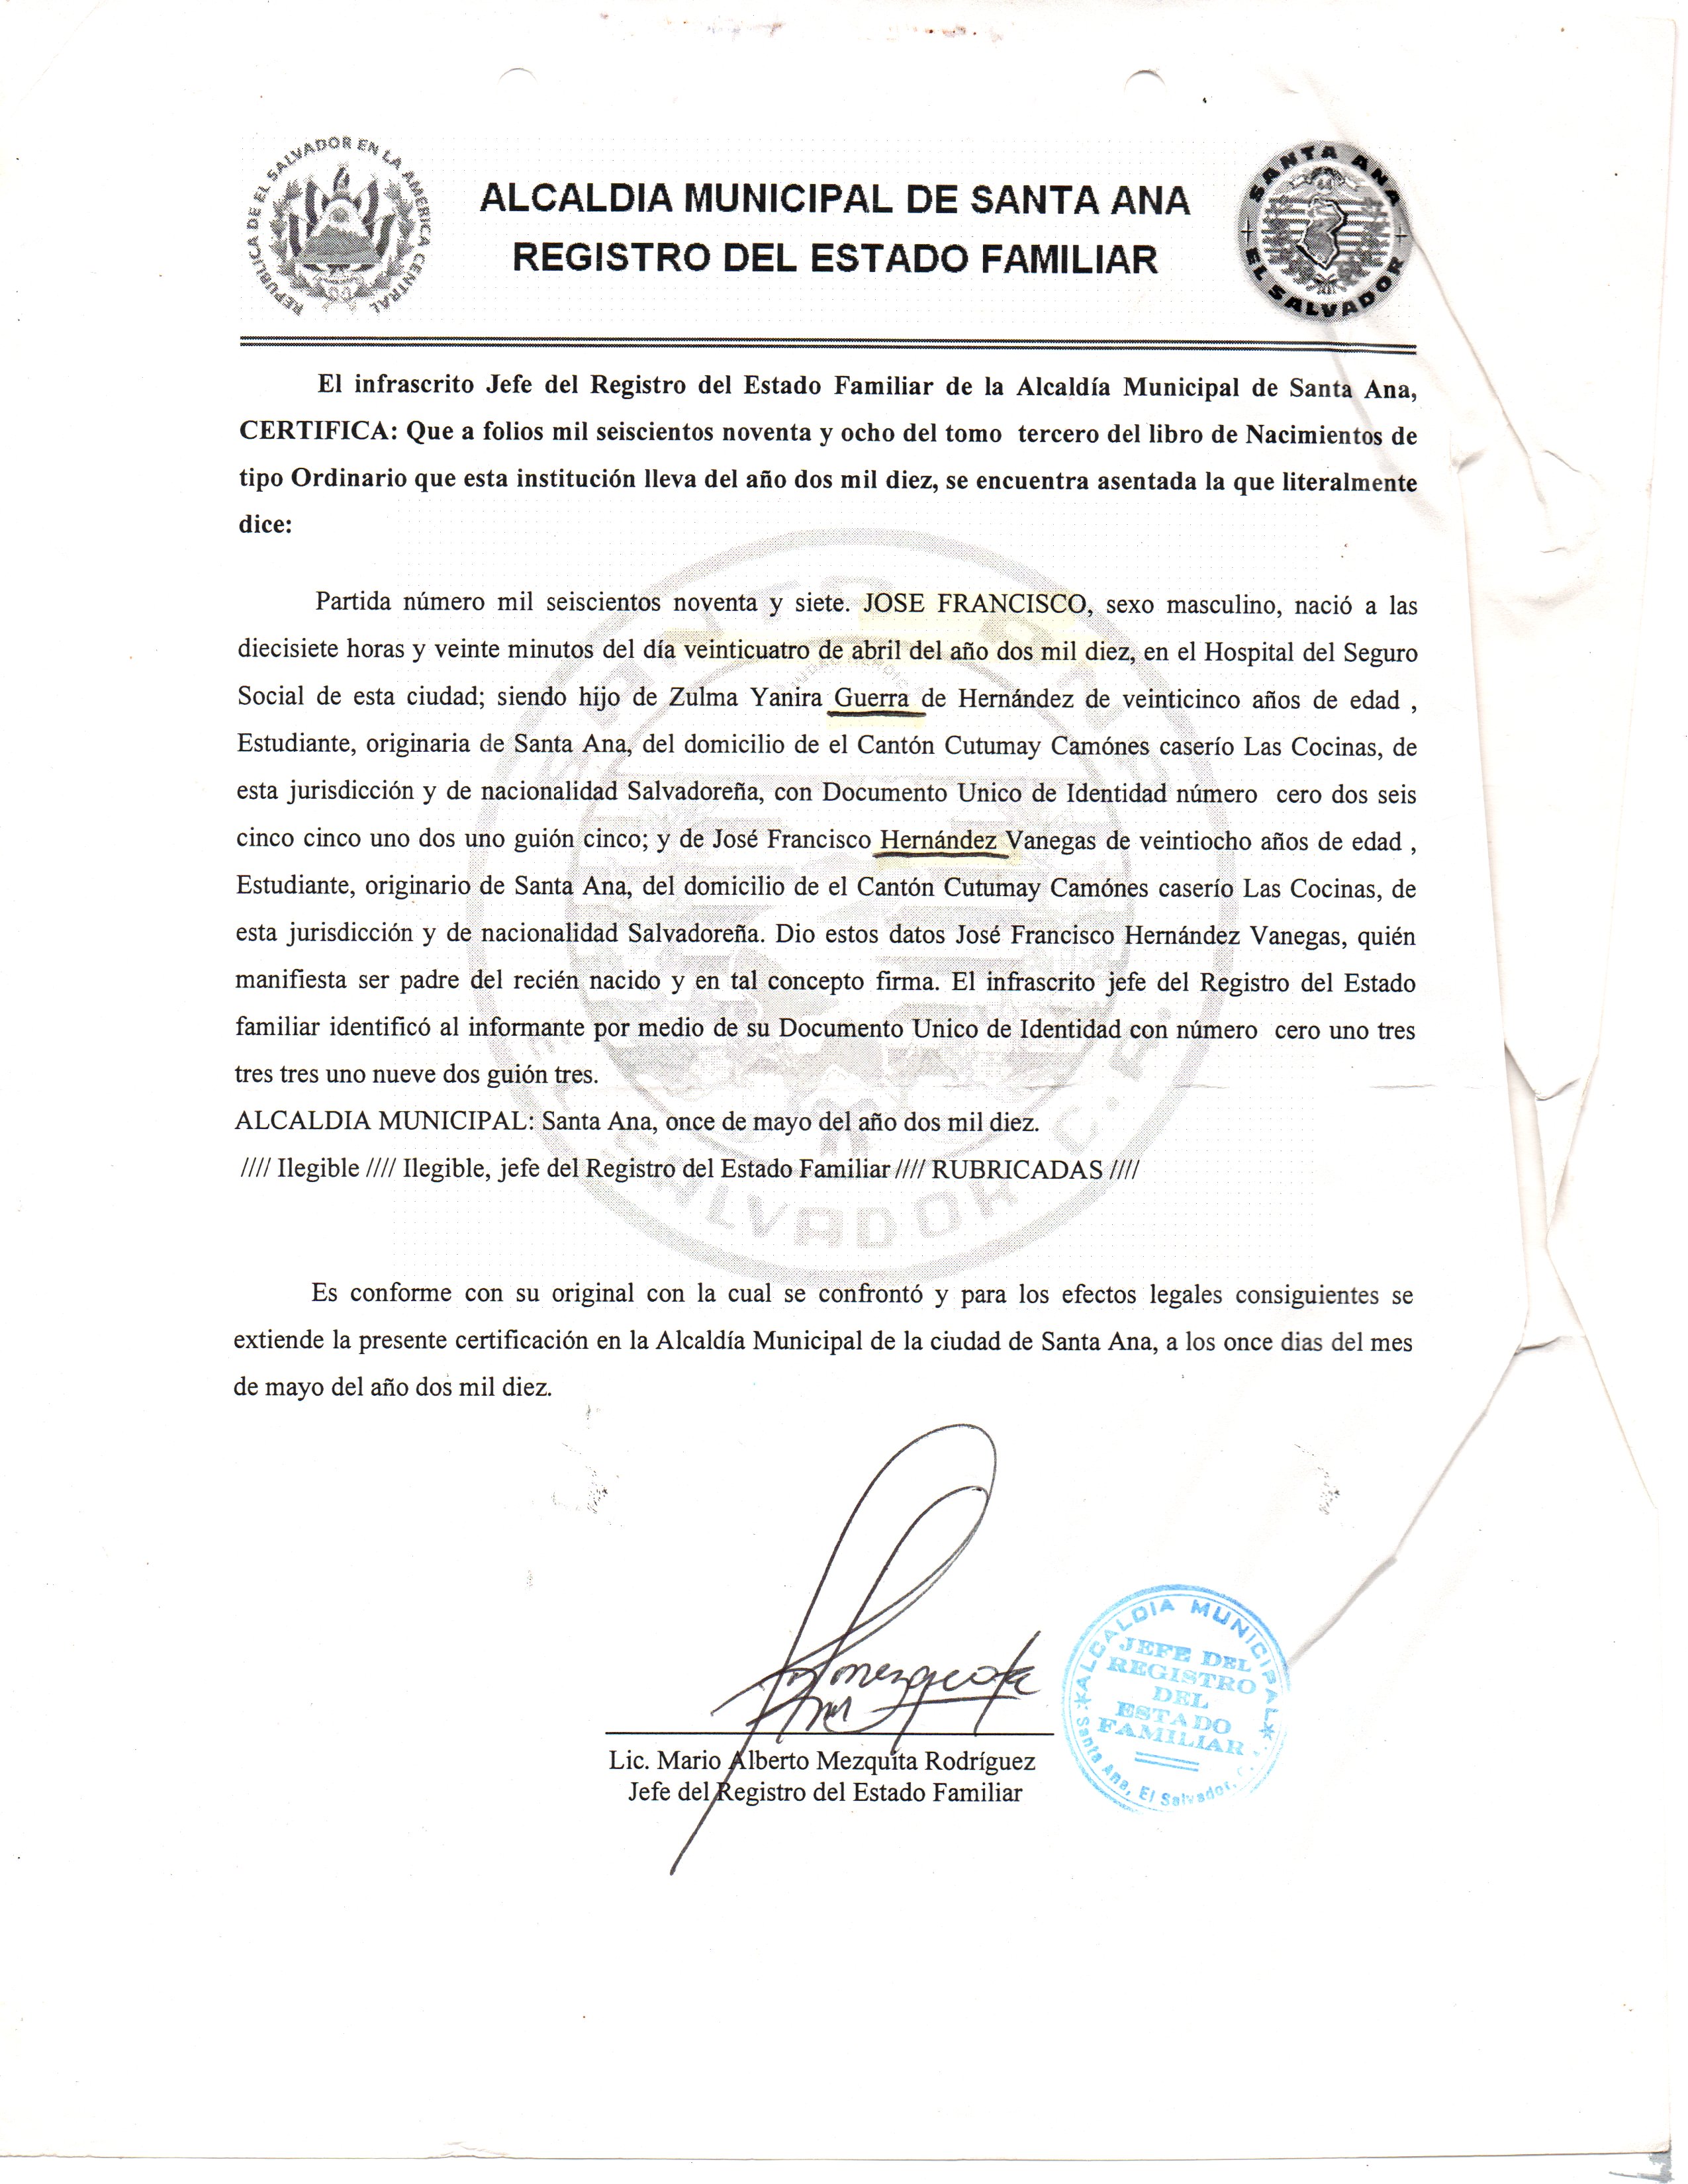 REPUBLICA DE EL SALVADOR EN LA AMERICA CENTRAL
ALCALDIA MUNICIPAL DE SANTA ANA
REGISTRO DEL ESTADO FAMILIAR
SANTA ANA
EL SALVADOR
El infrascrito Jefe del Registro del Estado Familiar de la Alcaldía Municipal de Santa Ana,
CERTIFICA: Que a folios mil seiscientos noventa y ocho del tomo tercero del libro de Nacimientos de
tipo Ordinario que esta institución lleva del año dos mil diez, se encuentra asentada la que literalmente
dice:
Partida número mil seiscientos noventa y siete. JOSE FRANCISCO, sexo masculino, nació a las
diecisiete horas y veinte minutos del día veinticuatro de abril del año dos mil diez, en el Hospital del Seguro
Social de esta ciudad; siendo hijo de Zulma Yanira Guerra de Hernández de veinticinco años de edad ,
Estudiante, originaria de Santa Ana, del domicilio de el Cantón Cutumay Camónes caserío Las Cocinas, de
esta jurisdicción y de nacionalidad Salvadoreña, con Documento Unico de Identidad número cero dos seis
cinco cinco uno dos uno guión cinco; y de José Francisco Hernández Vanegas de veintiocho años de edad ,
Estudiante, originario de Santa Ana, del domicilio de el Cantón Cutumay Camónes caserío Las Cocinas, de
esta jurisdicción y de nacionalidad Salvadoreña. Dio estos datos José Francisco Hernández Vanegas, quién
manifiesta ser padre del recién nacido y en tal concepto firma. El infrascrito jefe del Registro del Estado
familiar identificó al informante por medio de su Documento Unico de Identidad con número cero uno tres
tres tres uno nueve dos guión tres.
ALCALDIA MUNICIPAL: Santa Ana, once de mayo del año dos mil diez.
//// Ilegible //// Ilegible, jefe del Registro del Estado Familiar //// RUBRICADAS ////
Es conforme con su original con la cual se confrontó y para los efectos legales consiguientes se
extiende la presente certificación en la Alcaldía Municipal de la ciudad de Santa Ana, a los once dias del mes
de mayo del año dos mil diez.
Lic. Mario Alberto Mezquita Rodríguez
Jefe del Registro del Estado Familiar
ALCALDIA MUNICIPAL
JEFE DEL
REGISTRO
DEL
ESTADO
FAMILIAR
Santa Ana, El Salvador,